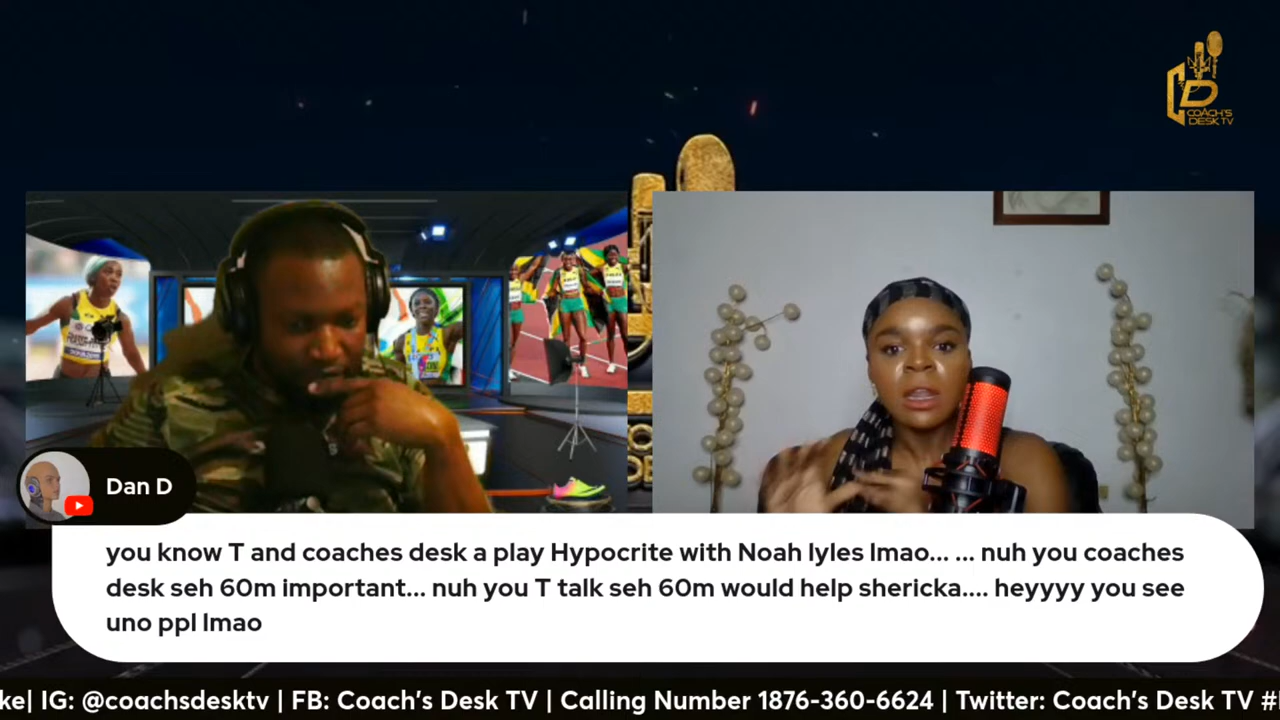 COACH'S
DESK TV
Dan D
you know T and coaches desk a play Hypocrite with Noah lyles lmao... ... nuh you coaches
desk seh 60m important... nuh you T talk seh 60m would help shericka.... heyyyy you see
uno ppl lmao
ke| IG: @coachsdesktv | FB: Coach's Desk TV | Calling Number 1876-360-6624 | Twitter: Coach's Desk TV